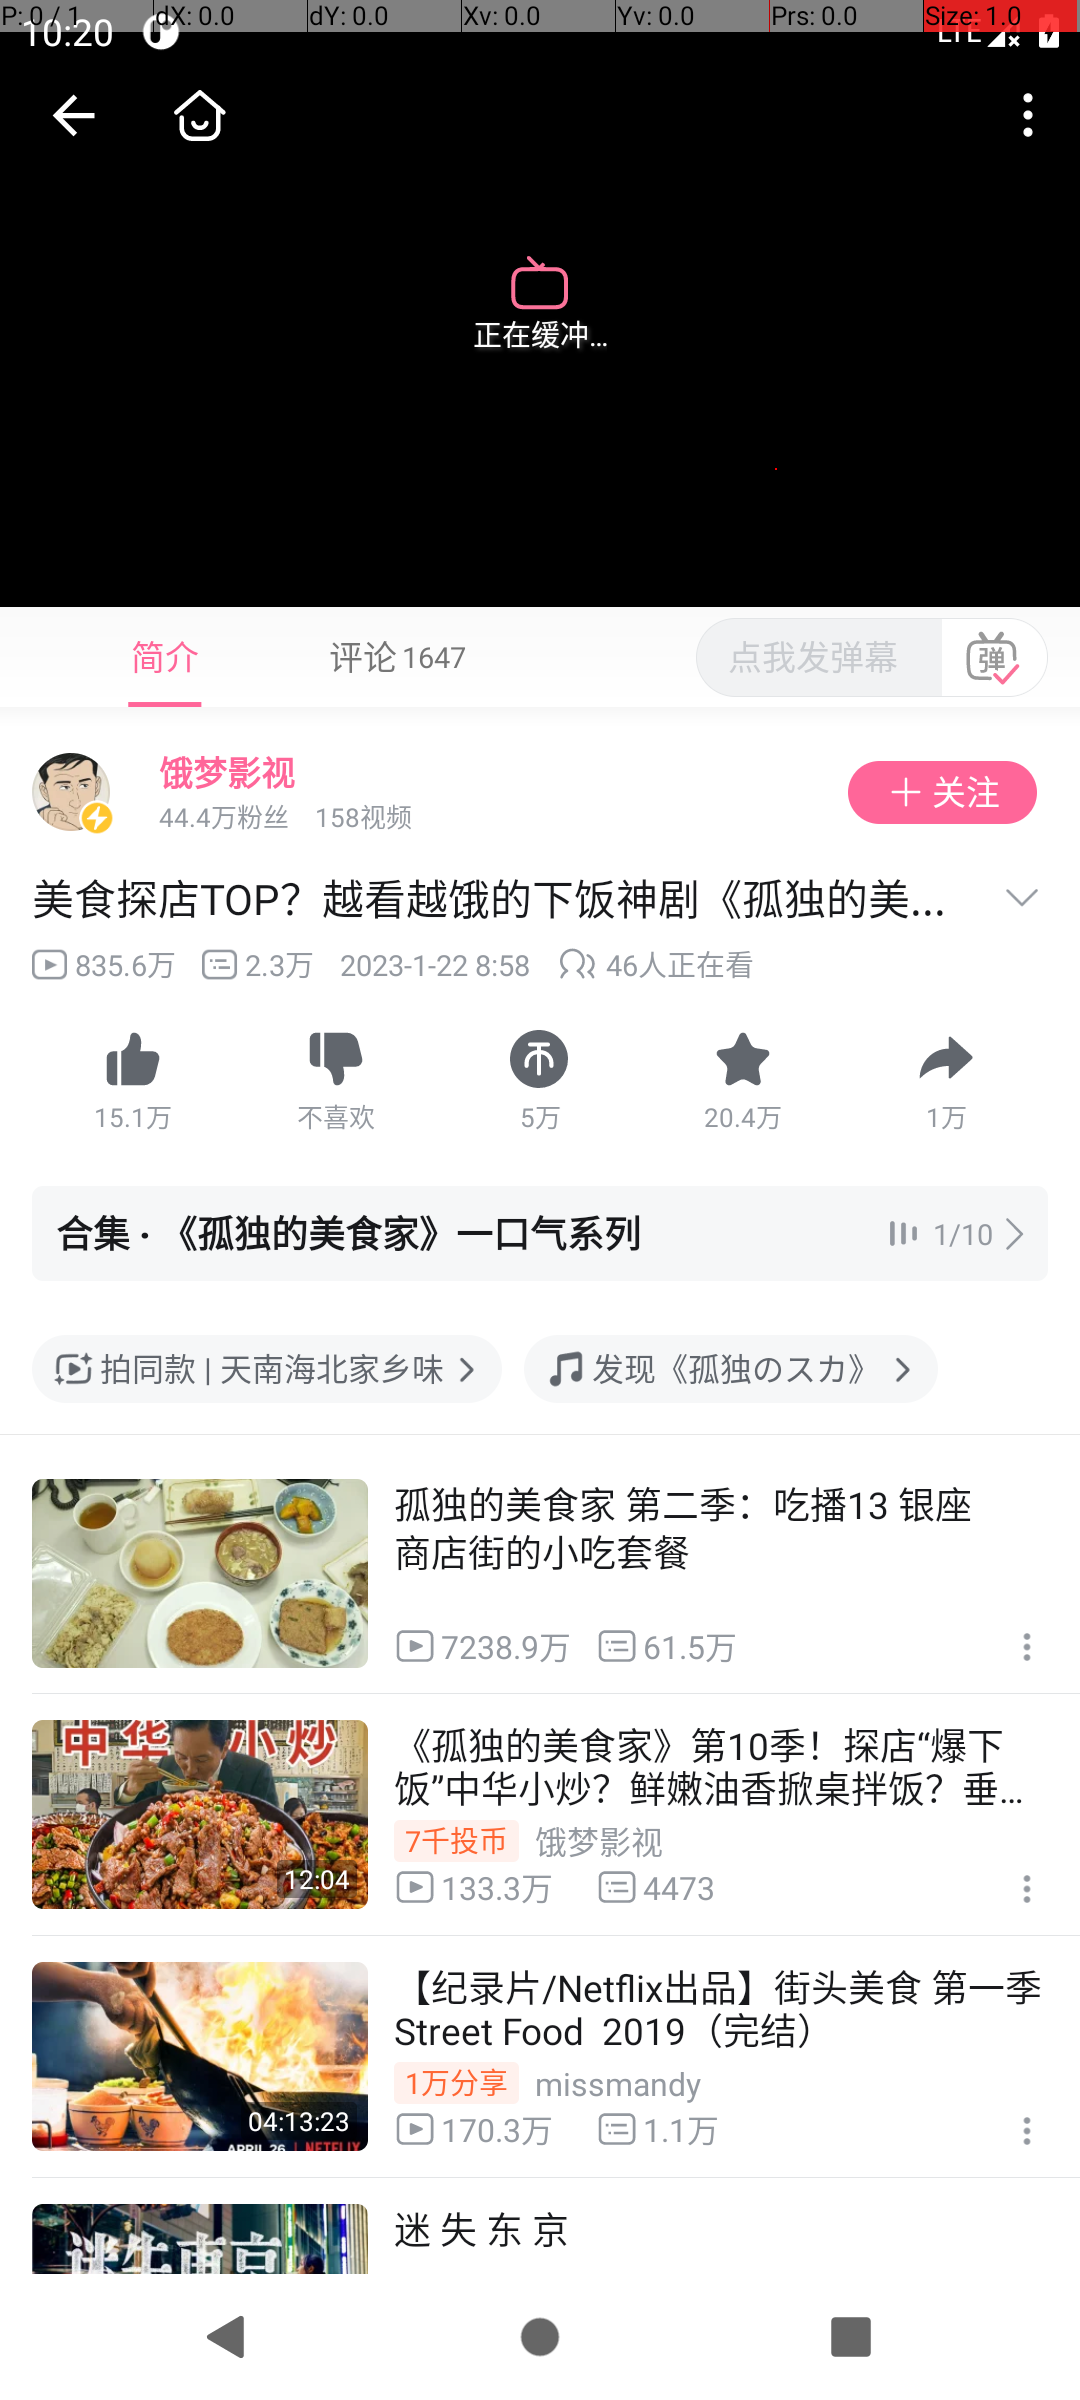 P: 0 / 1 dX: 0.0 dY: 0.0 Xv: 0.0 Yv: 0.0 Prs: 0.0 Size: 1.0
10:20 LTE
正在缓冲...
简介 评论 1647 点我发弹幕 弹
饿梦影视
44.4万粉丝 158视频
关注
美食探店TOP？越看越饿的下饭神剧《孤独的美...
835.6万 2.3万 2023-1-22 8:58 46人正在看
15.1万 不喜欢 5万 20.4万 1万
合集 · 《孤独的美食家》一口气系列 1/10
拍同款 | 天南海北家乡味 发现《孤独のスカ》
孤独的美食家 第二季：吃播13 银座
商店街的小吃套餐
7238.9万 61.5万
中华小炒
12:04
《孤独的美食家》第10季！探店“爆下
饭”中华小炒？鲜嫩油香掀桌拌饭？垂...
7千投币 饿梦影视
133.3万 4473
04:13:23
APRIL 26 | NETFLIX
【纪录片/Netflix出品】街头美食 第一季
Street Food 2019（完结）
1万分享 missmandy
170.3万 1.1万
迷失东京
迷 失 东 京